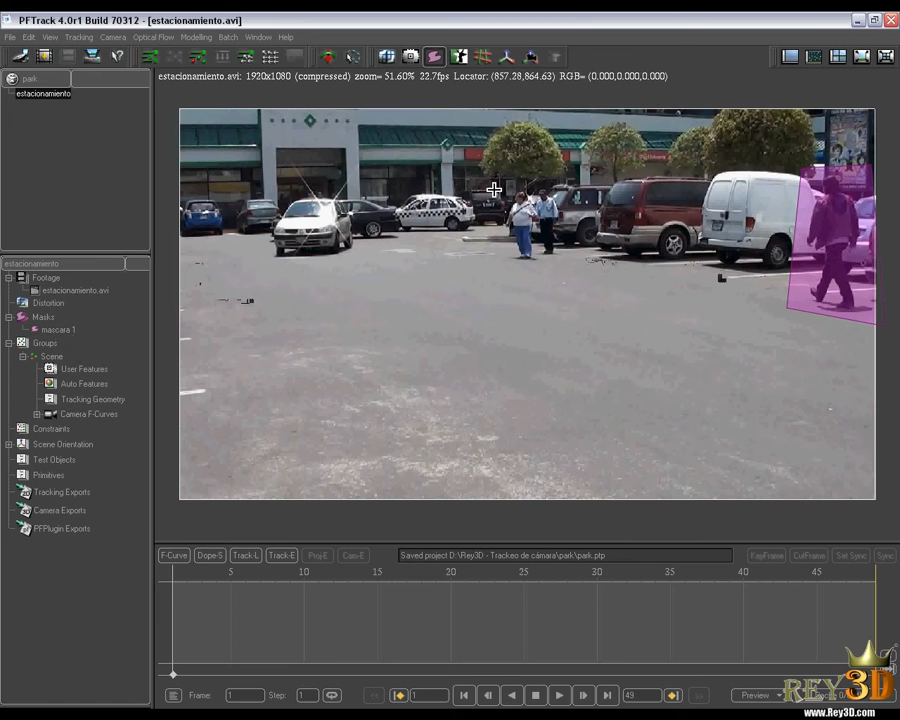 PFTrack 4.0r1 Build 70312 - [estacionamiento.avi]
File Edit View Tracking Camera Optical Flow Modelling Batch Window Help
park
estacionamiento
estacionamiento.avi: 1920x1080 (compressed) zoom= 51.60% 22.7fps Locator: (857.28,864.63) RGB= (0.000,0.000,0.000)
estacionamiento
Footage
estacionamiento.avi
Distortion
Masks
mascara 1
Groups
Scene
User Features
Auto Features
Tracking Geometry
Camera F-Curves
Constraints
Scene Orientation
Test Objects
Primitives
Tracking Exports
Camera Exports
PFPlugin Exports
F-Curve Dope-S Track-L Track-E Proj-E Cam-E Saved project D:\Rey3D - Trackeo de cámara\park\park.ptp KeyFrame CutFrame Set Sync Sync
5 10 15 20 25 30 35 40 45
Frame: 1 Step: 1 1 49 Preview
REY3D
www.Rey3D.com